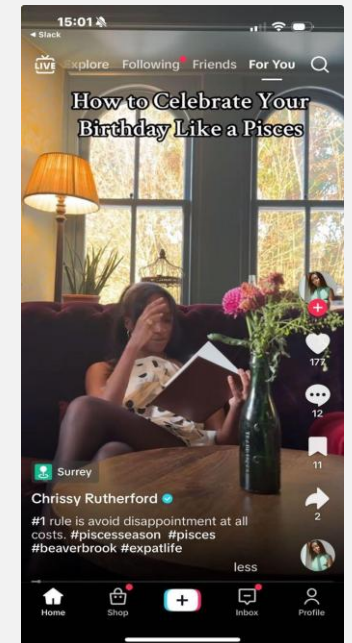 15:01
Slack
LIVE Explore Following Friends For You
How to Celebrate Your
Birthday Like a Pisces
177
12
11
2
Surrey
Chrissy Rutherford
#1 rule is avoid disappointment at all
costs. #piscesseason #pisces
#beaverbrook #expatlife
less
Home Shop Inbox Profile